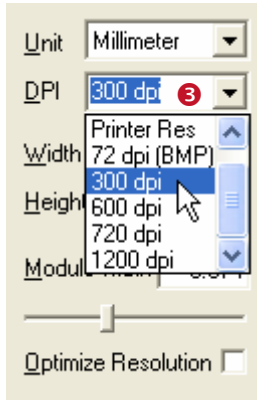 Unit Millimeter
DPI 300 dpi 3
Printer Res
Width 72 dpi (BMP)
300 dpi
Height 600 dpi
720 dpi
1200 dpi
Optimize Resolution